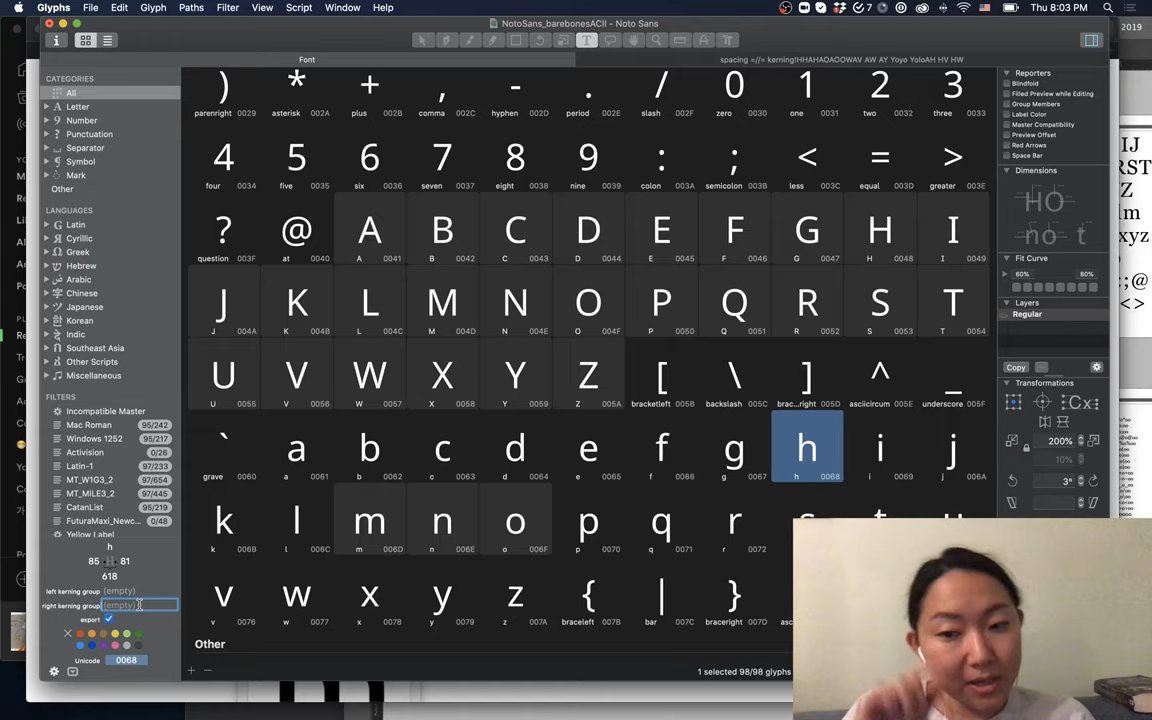 Glyphs File Edit Glyph Paths Filter View Script Window Help
7
Thu Aug 13 8:03 PM
NotoSans_barebonesACII — Noto Sans
2019
Font
spacing =//= kerning!HHAHAOAOOWAV AW AY Yoyo YoloAH HV HW
CATEGORIES
All
Letter
Number
Punctuation
Separator
Symbol
Mark
Other
LANGUAGES
Latin
Cyrillic
Greek
Hebrew
Arabic
Chinese
Japanese
Korean
Indic
Southeast Asia
Other Scripts
Miscellaneous
FILTERS
Incompatible Master
Mac Roman 95/242
Windows 1252 95/217
Activision 0/26
Latin-1 97/233
MT_W1G3_2 97/654
MT_MILE3_2 97/445
CatanList 95/219
FuturaMaxi_Newc... 0/48
Yellow Label
h
85 81
618
left kerning group (empty)
right kerning group (empty)
export
Unicode 0068
) * + , - . / 0 1 2 3
parenright 0029 asterisk 002A plus 002B comma 002C hyphen 002D period 002E slash 002F zero 0030 one 0031 two 0032 three 0033
4 5 6 7 8 9 : ; < = >
four 0034 five 0035 six 0036 seven 0037 eight 0038 nine 0039 colon 003A semicolon 003B less 003C equal 003D greater 003E
? @ A B C D E F G H I
question 003F at 0040 A 0041 B 0042 C 0043 D 0044 E 0045 F 0046 G 0047 H 0048 I 0049
J K L M N O P Q R S T
J 004A K 004B L 004C M 004D N 004E O 004F P 0050 Q 0051 R 0052 S 0053 T 0054
U V W X Y Z [ \ ] ^ _
U 0055 V 0056 W 0057 X 0058 Y 0059 Z 005A bracketleft 005B backslash 005C brac...right 005D asciicircum 005E underscore 005F
` a b c d e f g h i j
grave 0060 a 0061 b 0062 c 0063 d 0064 e 0065 f 0066 g 0067 h 0068 i 0069 j 006A
k l m n o p q r s t u
k 006B l 006C m 006D n 006E o 006F p 0070 q 0071 r 0072
v w x y z { | }
v 0076 w 0077 x 0078 y 0079 z 007A braceleft 007B bar 007C braceright 007D
Other
1 selected 98/98 glyphs
Reporters
Blindfold
Filled Preview while Editing
Group Members
Label Color
Master Compatibility
Preview Offset
Red Arrows
Space Bar
Dimensions
HO
no t
Fit Curve
60% 80%
Layers
Regular
Copy
Transformations
200%
10%
3°
IJ
RST
Z
lm
xyz
:;@
<>